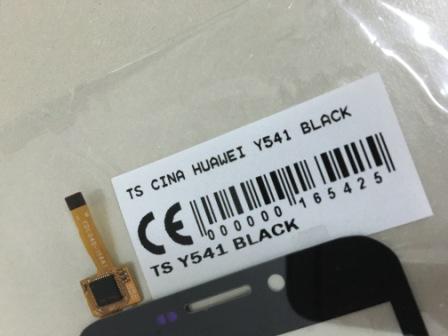 TS CINA HUAWEI Y541 BLACK
CE
000000 165425
TS Y541 BLACK